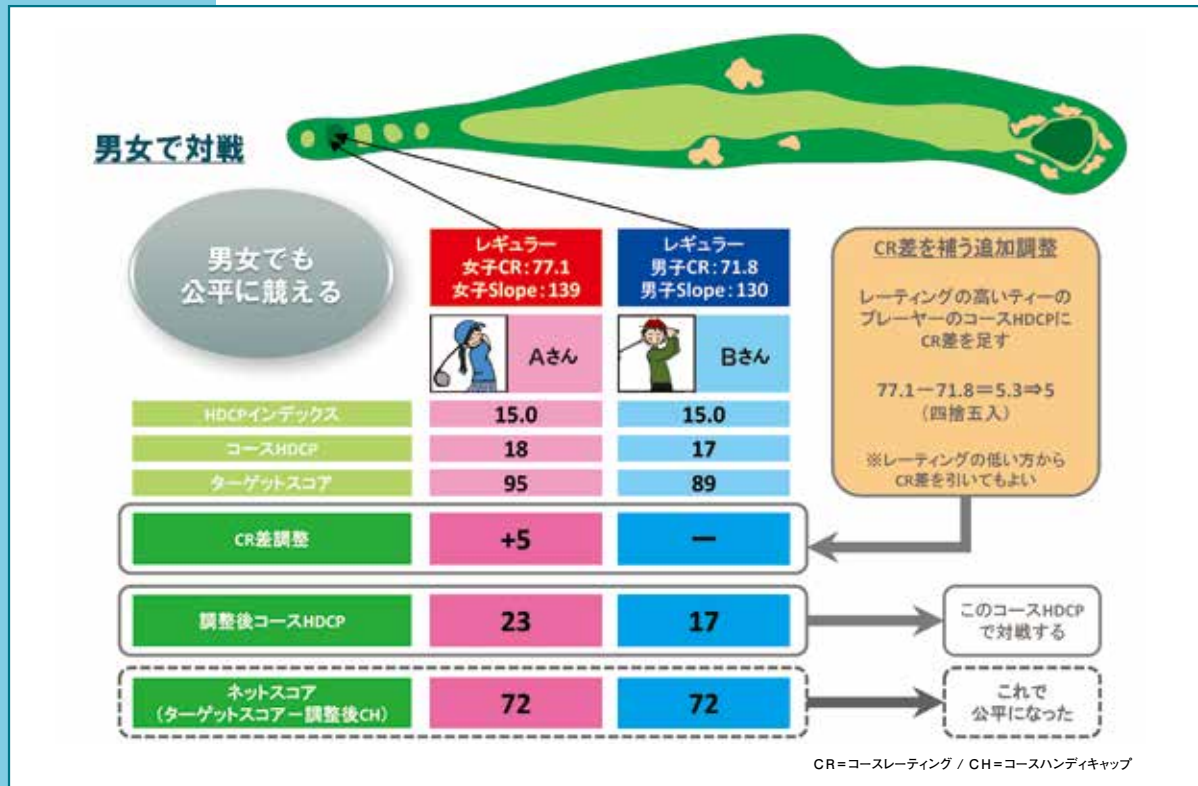 男女で対戦
男女でも
公平に競える
レギュラー
女子CR:77.1
女子Slope:139
レギュラー
男子CR:71.8
男子Slope:130
Aさん
Bさん
HDCPインデックス
15.0
15.0
コースHDCP
18
17
ターゲットスコア
95
89
CR差調整
+5
ー
調整後コースHDCP
23
17
ネットスコア
(ターゲットスコアー調整後CH)
72
72
CR差を補う追加調整
レーティングの高いティーの
プレーヤーのコースHDCPに
CR差を足す
77.1－71.8＝5.3⇒5
(四捨五入)
※レーティングの低い方から
CR差を引いてもよい
このコースHDCP
で対戦する
これで
公平になった
CR=コースレーティング / CH=コースハンディキャップ